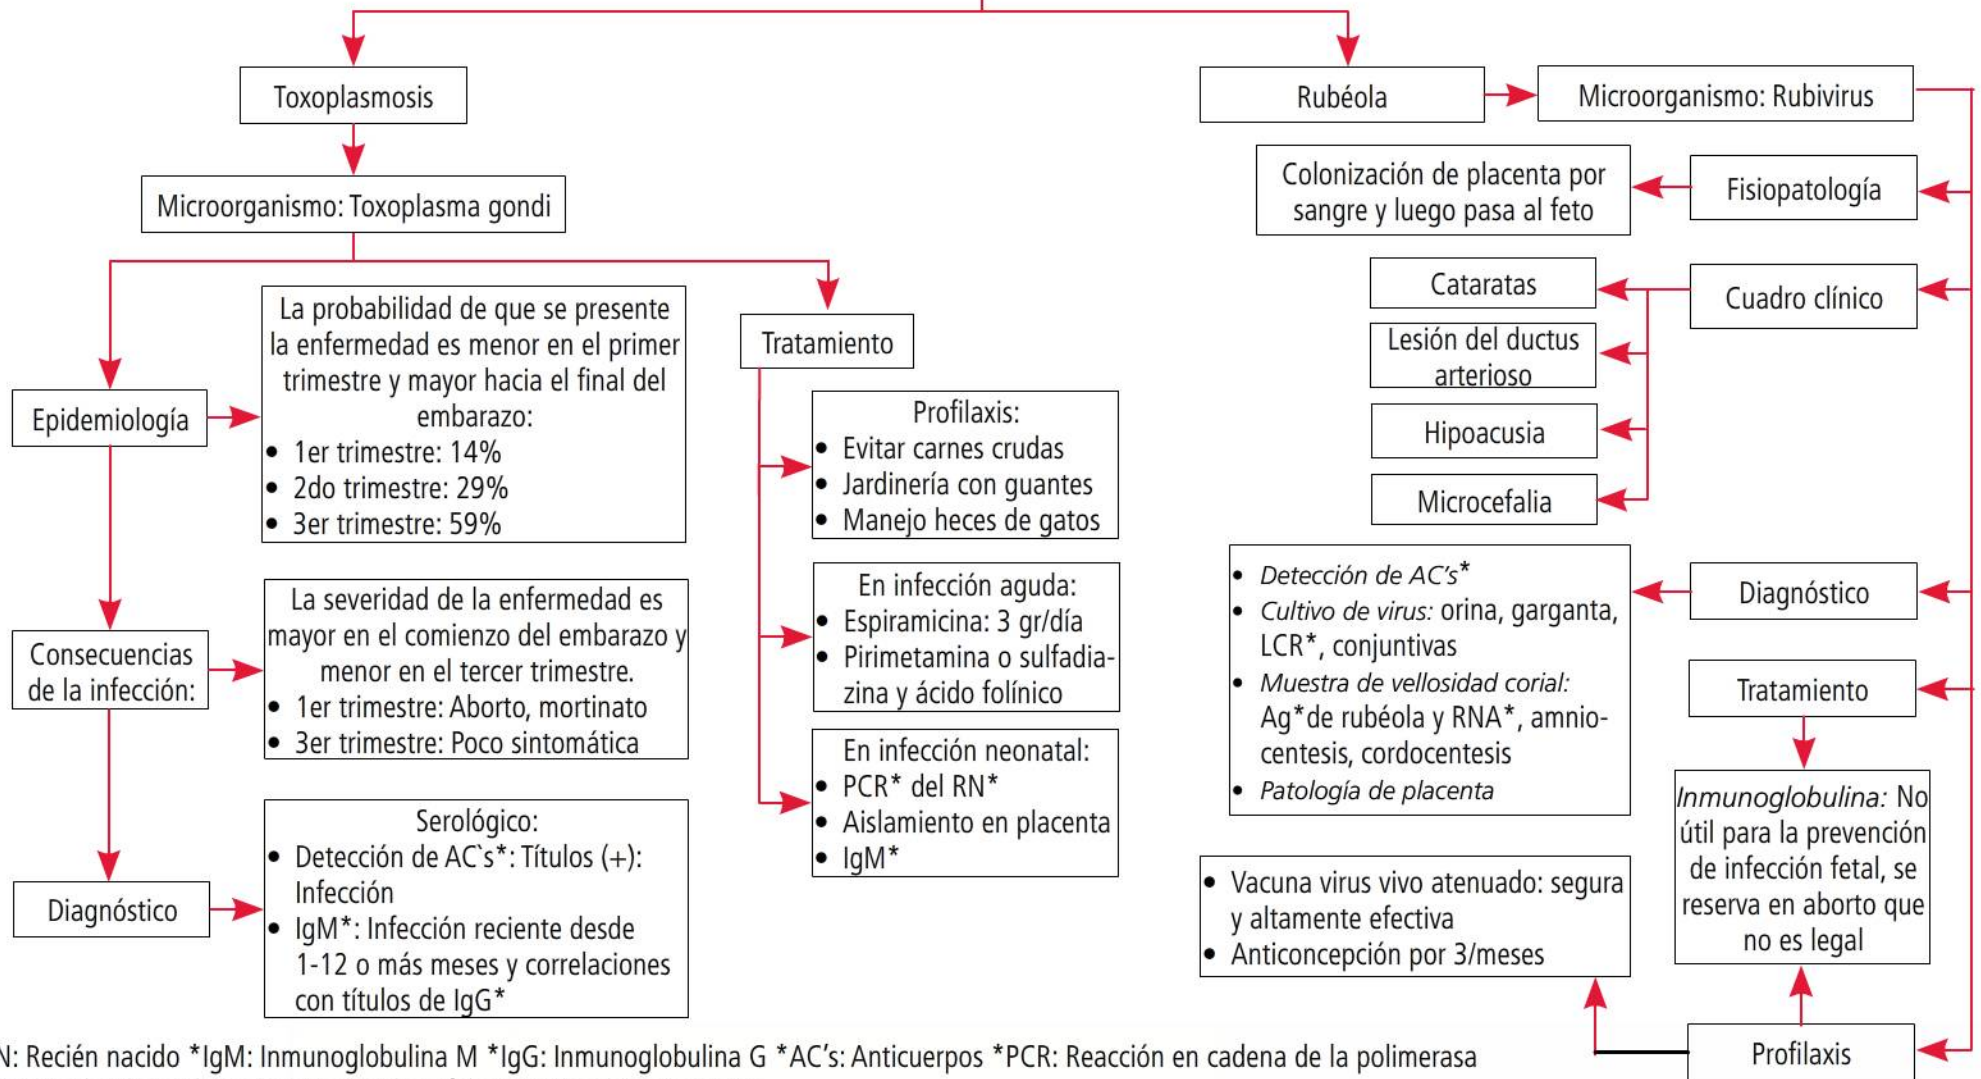 Toxoplasmosis
Microorganismo: Toxoplasma gondi
Epidemiología
La probabilidad de que se presente
la enfermedad es menor en el primer
trimestre y mayor hacia el final del
embarazo:
• 1er trimestre: 14%
• 2do trimestre: 29%
• 3er trimestre: 59%
Consecuencias
de la infección:
La severidad de la enfermedad es
mayor en el comienzo del embarazo y
menor en el tercer trimestre.
• 1er trimestre: Aborto, mortinato
• 3er trimestre: Poco sintomática
Diagnóstico
Serológico:
• Detección de AC`s*: Títulos (+):
Infección
• IgM*: Infección reciente desde
1-12 o más meses y correlaciones
con títulos de IgG*
Tratamiento
Profilaxis:
• Evitar carnes crudas
• Jardinería con guantes
• Manejo heces de gatos
En infección aguda:
• Espiramicina: 3 gr/día
• Pirimetamina o sulfadia-
zina y ácido folínico
En infección neonatal:
• PCR* del RN*
• Aislamiento en placenta
• IgM*
Rubéola
Microorganismo: Rubivirus
Fisiopatología
Colonización de placenta por
sangre y luego pasa al feto
Cuadro clínico
Cataratas
Lesión del ductus
arterioso
Hipoacusia
Microcefalia
Diagnóstico
• Detección de AC's*
• Cultivo de virus: orina, garganta,
LCR*, conjuntivas
• Muestra de vellosidad corial:
Ag*de rubéola y RNA*, amnio-
centesis, cordocentesis
• Patología de placenta
Tratamiento
Inmunoglobulina: No
útil para la prevención
de infección fetal, se
reserva en aborto que
no es legal
Profilaxis
• Vacuna virus vivo atenuado: segura
y altamente efectiva
• Anticoncepción por 3/meses
N: Recién nacido *IgM: Inmunoglobulina M *IgG: Inmunoglobulina G *AC's: Anticuerpos *PCR: Reacción en cadena de la polimerasa